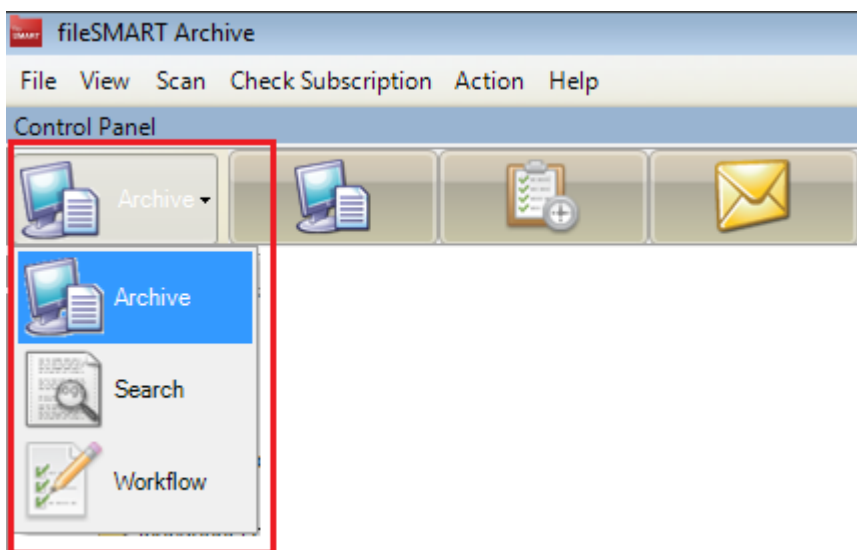 fileSMART Archive
File View Scan Check Subscription Action Help
Control Panel
Archive
Archive
Search
Workflow